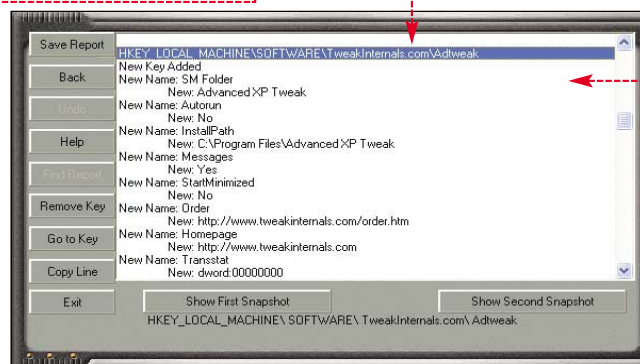 Save Report
Back
Undo
Help
Find Report
Remove Key
Go to Key
Copy Line
Exit
HKEY_LOCAL_MACHINE\SOFTWARE\TweakInternals.com\Adtweak
New Key Added
New Name: SM Folder
New: Advanced XP Tweak
New Name: Autorun
New: No
New Name: InstallPath
New: C:\Program Files\Advanced XP Tweak
New Name: Messages
New: Yes
New Name: StartMinimized
New: No
New Name: Order
New: http://www.tweakinternals.com/order.htm
New Name: Homepage
New: http://www.tweakinternals.com
New Name: Transstat
New: dword:00000000
Show First Snapshot
Show Second Snapshot
HKEY_LOCAL_MACHINE\ SOFTWARE\ TweakInternals.com\ Adtweak